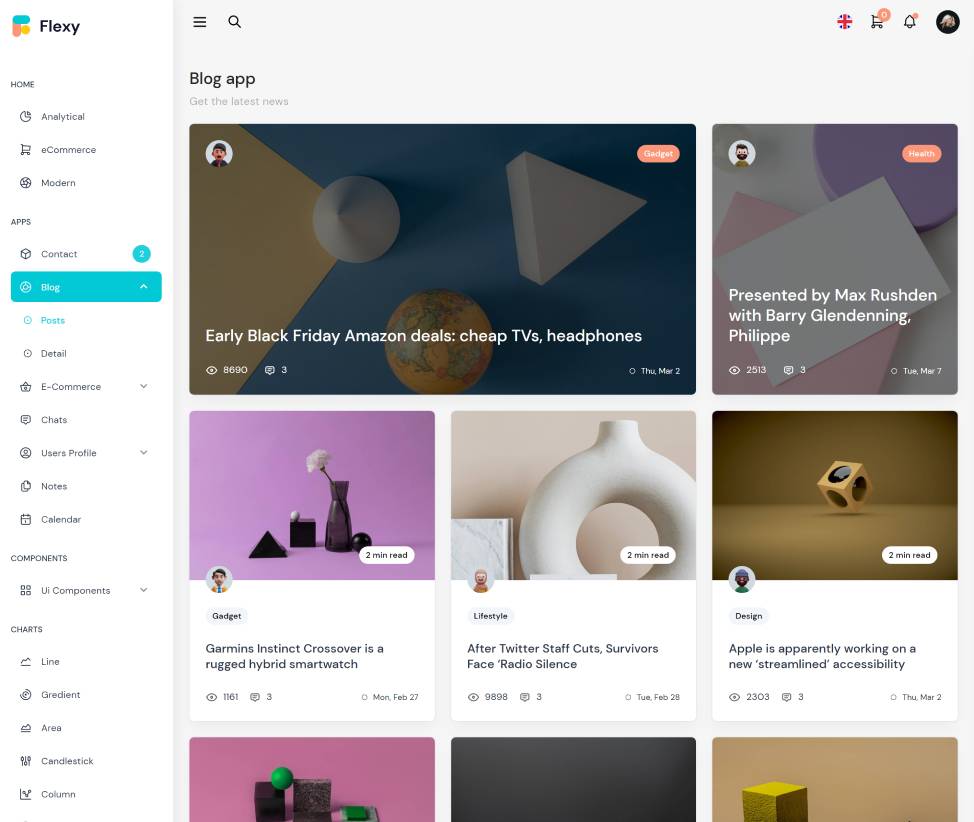 Flexy
0
HOME
Analytical
eCommerce
Modern
APPS
Contact
2
Blog
Posts
Detail
E-Commerce
Chats
Users Profile
Notes
Calendar
COMPONENTS
Ui Components
CHARTS
Line
Gredient
Area
Candlestick
Column
Blog app
Get the latest news
Gadget
Early Black Friday Amazon deals: cheap TVs, headphones
8690 3 Thu, Mar 2
Health
Presented by Max Rushden
with Barry Glendenning,
Philippe
2513 3 Tue, Mar 7
2 min read
Gadget
Garmins Instinct Crossover is a
rugged hybrid smartwatch
1161 3 Mon, Feb 27
2 min read
Lifestyle
After Twitter Staff Cuts, Survivors
Face ‘Radio Silence
9898 3 Tue, Feb 28
2 min read
Design
Apple is apparently working on a
new ‘streamlined’ accessibility
2303 3 Thu, Mar 2